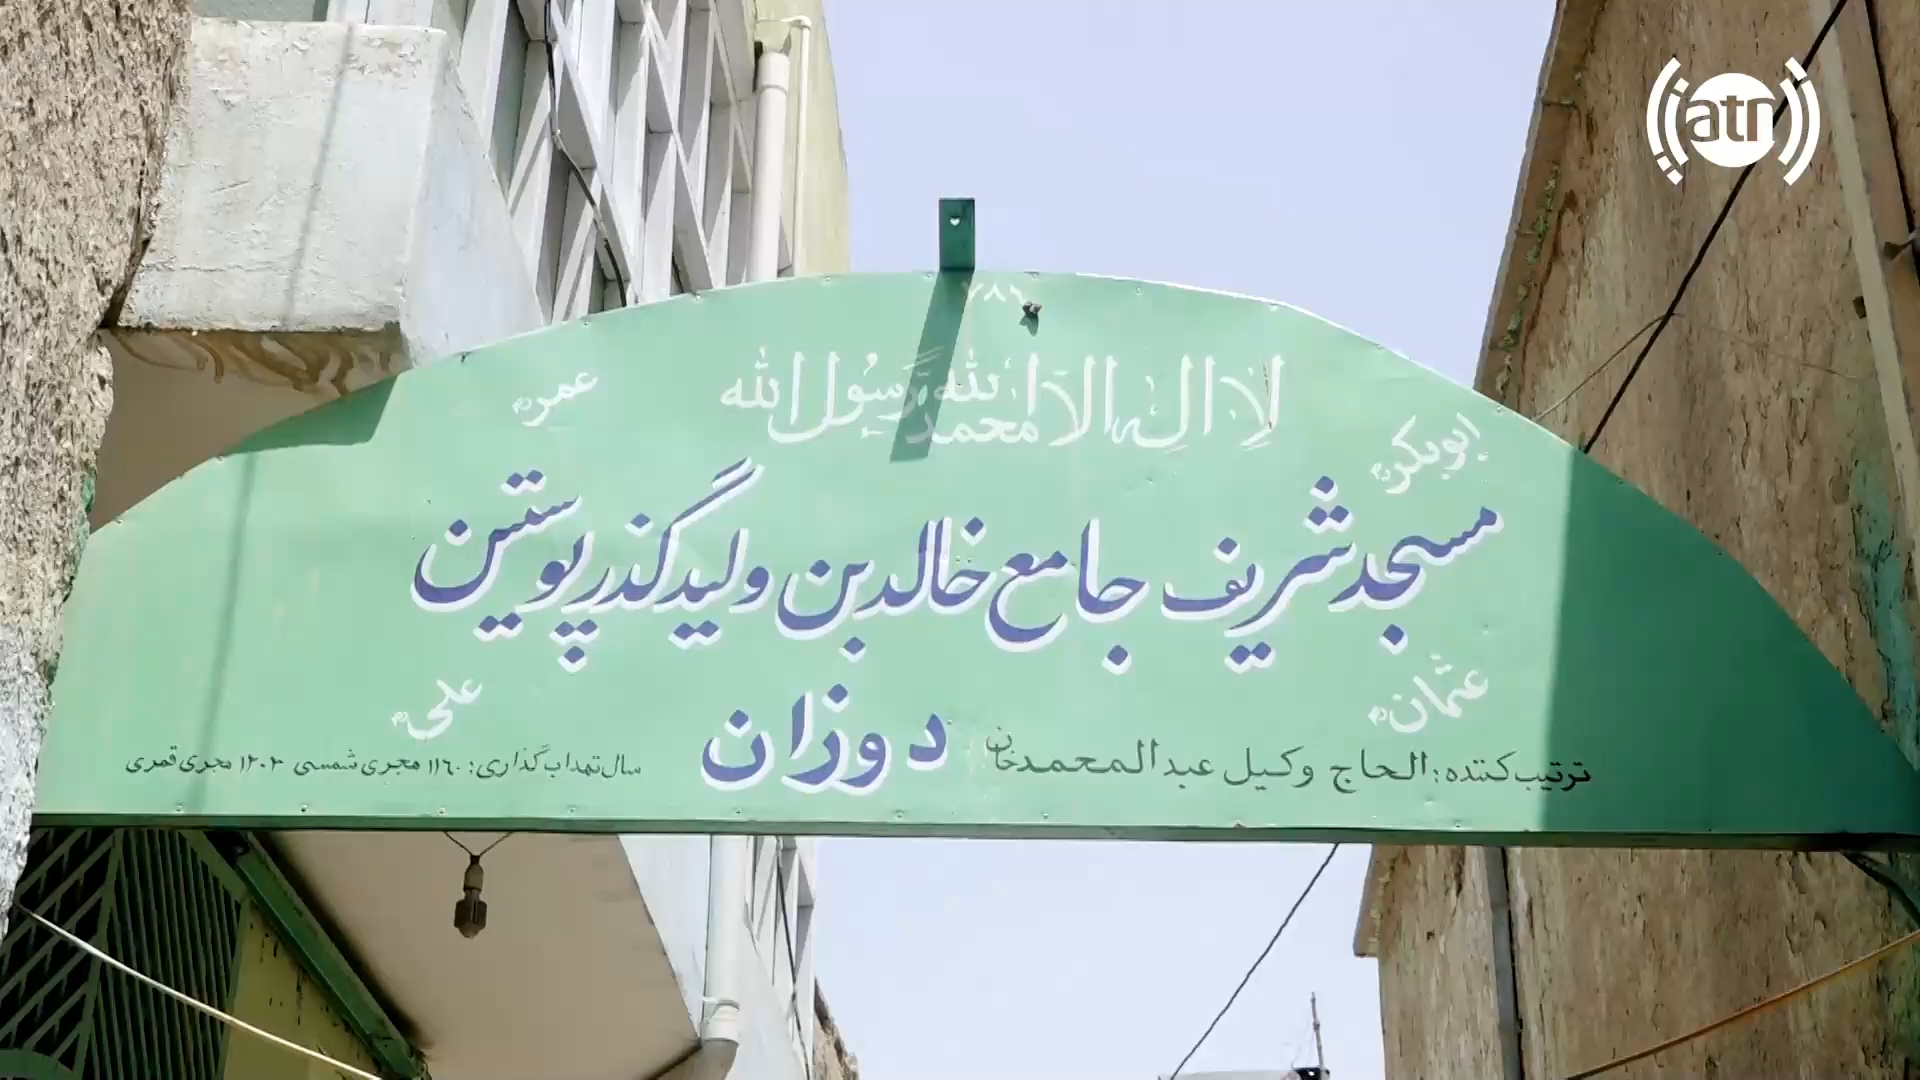 ۷۸۶
لا اله الا الله محمد رسول الله
ابوبکرؓ
عمرؓ
مسجد شریف جامع خالد بن ولید گذر پوستین
دوزان
عثمانؓ
علیؓ
ترتیب کننده: الحاج وکیل عبدالمحمد خان
سال تهداب گذاری: ۱۱۶۰ هجری شمسی ۱۲۰۲ هجری قمری
atn